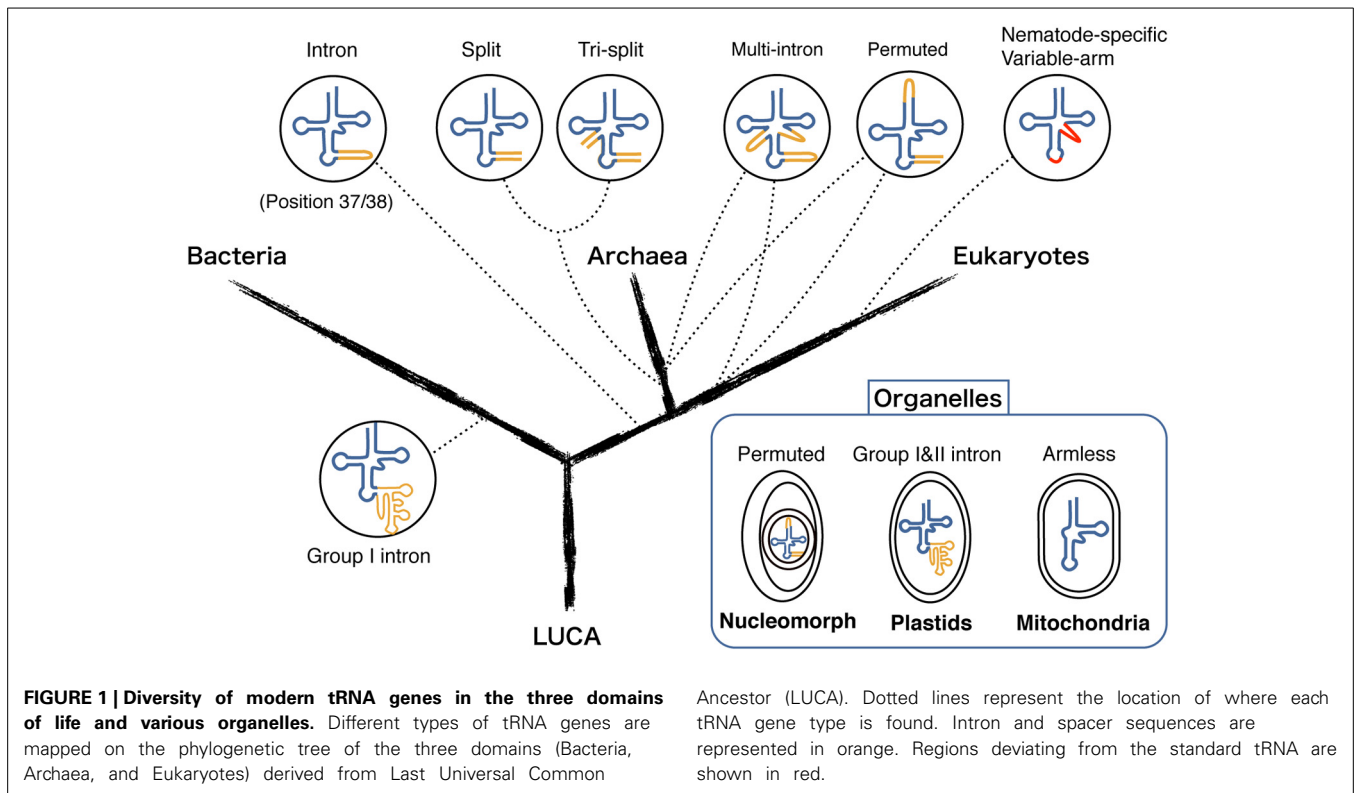 Intron
Split
Tri-split
Multi-intron
Permuted
Nematode-specific
Variable-arm
(Position 37/38)
Bacteria
Archaea
Eukaryotes
Group I intron
LUCA
Organelles
Permuted
Group I&II intron
Armless
Nucleomorph
Plastids
Mitochondria
FIGURE 1 | Diversity of modern tRNA genes in the three domains
of life and various organelles. Different types of tRNA genes are
mapped on the phylogenetic tree of the three domains (Bacteria,
Archaea, and Eukaryotes) derived from Last Universal Common
Ancestor (LUCA). Dotted lines represent the location of where each
tRNA gene type is found. Intron and spacer sequences are
represented in orange. Regions deviating from the standard tRNA are
shown in red.